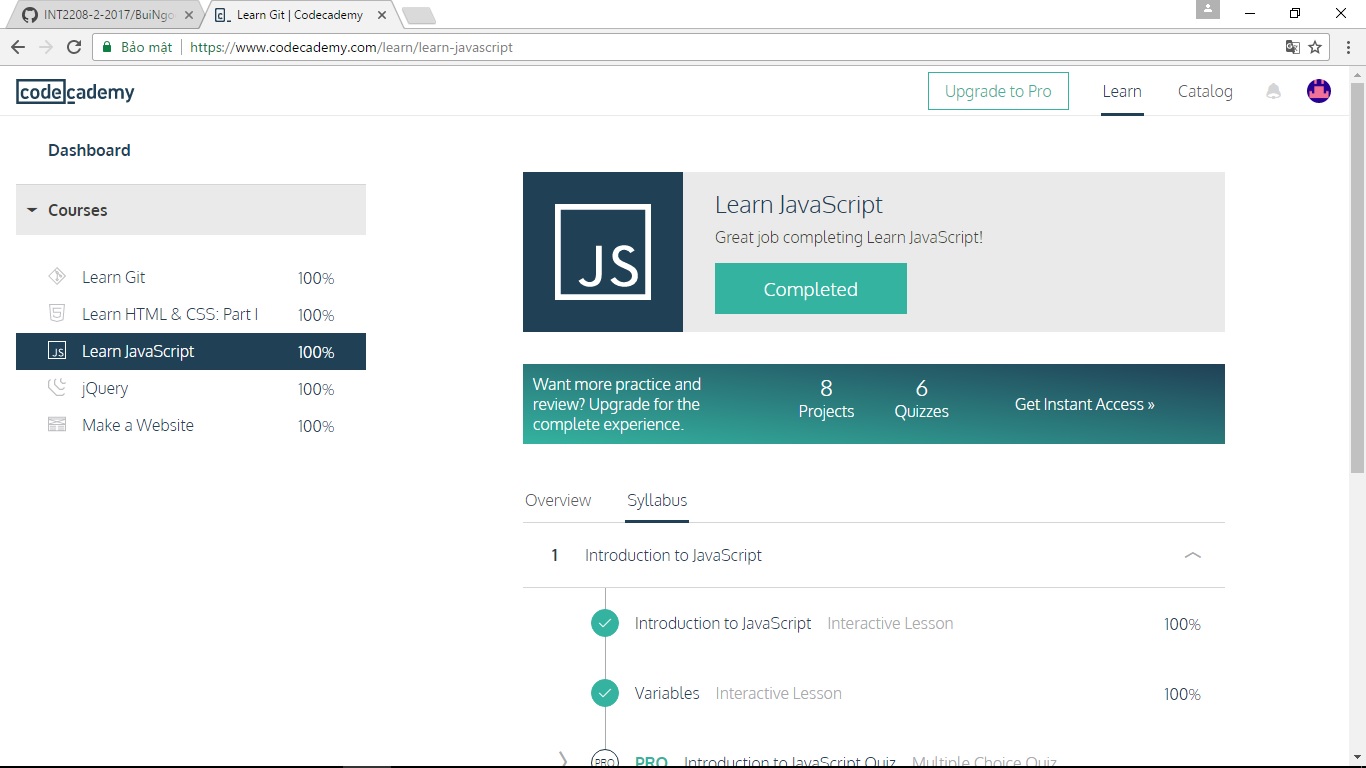 INT2208-2-2017/BuiNgo
Learn Git | Codecademy
Bảo mật
https://www.codecademy.com/learn/learn-javascript
codecademy
Upgrade to Pro
Learn
Catalog
Dashboard
Courses
Learn Git 100%
Learn HTML & CSS: Part I 100%
JS Learn JavaScript 100%
jQuery 100%
Make a Website 100%
JS
Learn JavaScript
Great job completing Learn JavaScript!
Completed
Want more practice and
review? Upgrade for the
complete experience.
8
Projects
6
Quizzes
Get Instant Access »
Overview
Syllabus
1 Introduction to JavaScript
Introduction to JavaScript Interactive Lesson 100%
Variables Interactive Lesson 100%
PRO PRO Introduction to JavaScript Quiz Multiple Choice Quiz